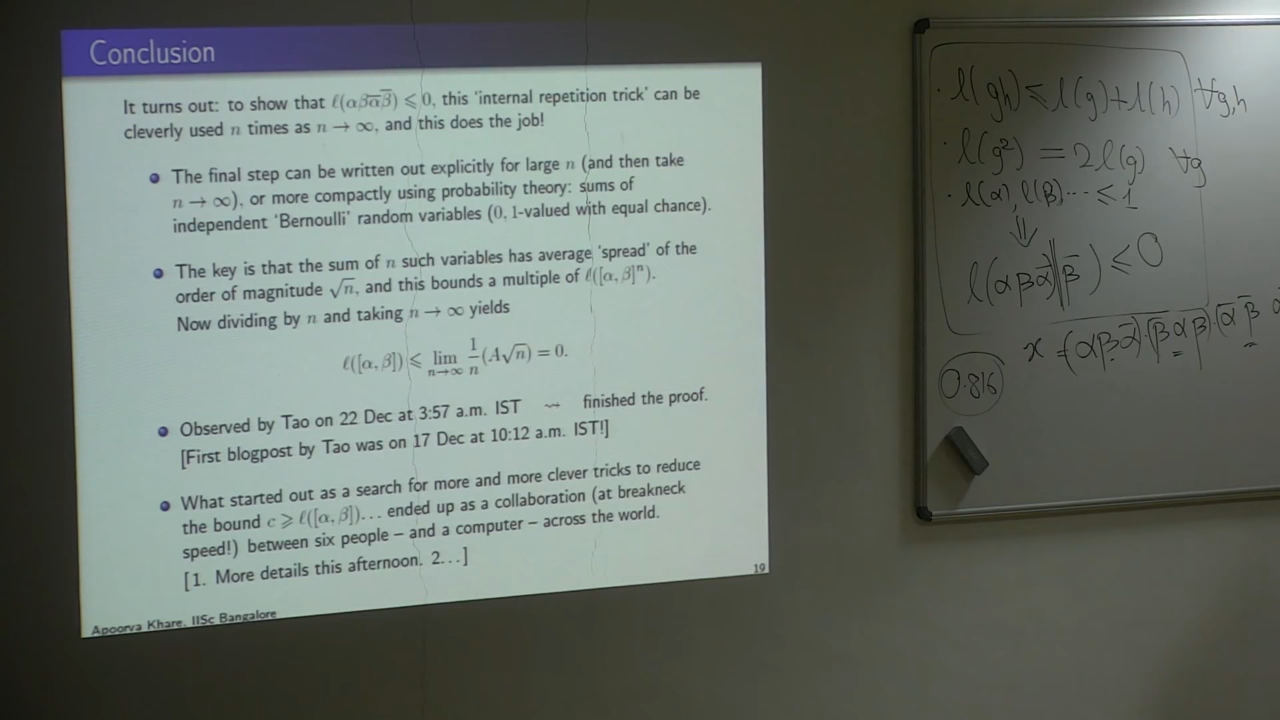 Conclusion
It turns out: to show that ℓ(αβᾱβ̄) ⩽ 0, this 'internal repetition trick' can be
cleverly used n times as n → ∞, and this does the job!
The final step can be written out explicitly for large n (and then take
n → ∞), or more compactly using probability theory: sums of
independent 'Bernoulli' random variables (0, 1-valued with equal chance).
The key is that the sum of n such variables has average 'spread' of the
order of magnitude √n, and this bounds a multiple of ℓ([α, β]ⁿ).
Now dividing by n and taking n → ∞ yields
ℓ([α, β]) ⩽ lim n→∞ 1/n (A√n) = 0.
Observed by Tao on 22 Dec at 3:57 a.m. IST ⇝ finished the proof.
[First blogpost by Tao was on 17 Dec at 10:12 a.m. IST!]
What started out as a search for more and more clever tricks to reduce
the bound c ⩾ ℓ([α, β])... ended up as a collaboration (at breakneck
speed!) between six people – and a computer – across the world.
[1. More details this afternoon. 2...]
19
Apoorva Khare, IISc Bangalore
· l(gh) ≤ l(g) + l(h) ∀g,h
· l(g²) = 2l(g) ∀g
· l(α), l(β) ... ≤ 1
⇓
l(αβᾱ||β̄) ≤ 0
x = (αβᾱ)·(β̄αβ)·(ᾱβ̄
0.816